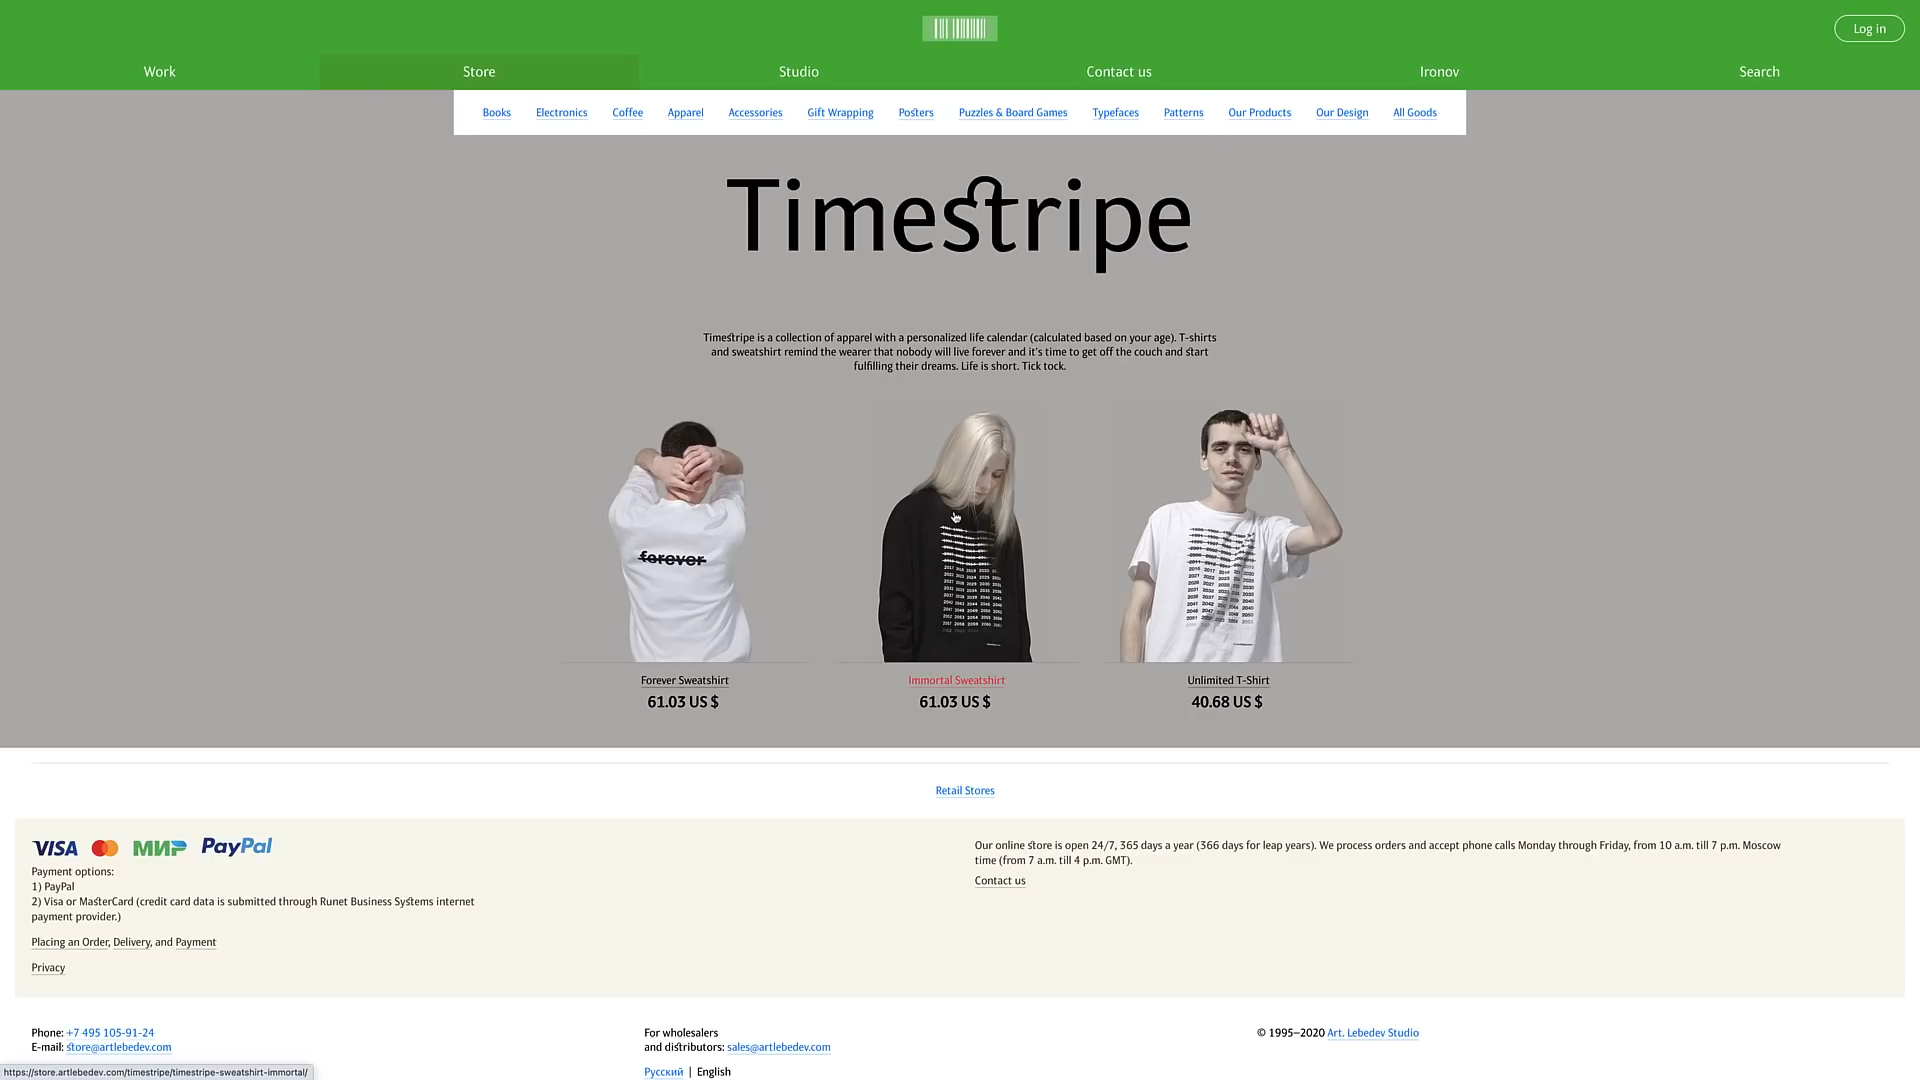 Log in
Work
Store
Studio
Contact us
Ironov
Search
Books
Electronics
Coffee
Apparel
Accessories
Gift Wrapping
Posters
Puzzles & Board Games
Typefaces
Patterns
Our Products
Our Design
All Goods
Timestripe
Timestripe is a collection of apparel with a personalized life calendar (calculated based on your age). T-shirts
and sweatshirt remind the wearer that nobody will live forever and it's time to get off the couch and start
fulfilling their dreams. Life is short. Tick tock.
forever
Forever Sweatshirt
61.03 US $
Immortal Sweatshirt
61.03 US $
Unlimited T-Shirt
40.68 US $
Retail Stores
VISA
МИР
PayPal
Payment options:
1) PayPal
2) Visa or MasterCard (credit card data is submitted through Runet Business Systems internet
payment provider.)
Placing an Order, Delivery, and Payment
Privacy
Our online store is open 24/7, 365 days a year (366 days for leap years). We process orders and accept phone calls Monday through Friday, from 10 a.m. till 7 p.m. Moscow
time (from 7 a.m. till 4 p.m. GMT).
Contact us
Phone: +7 495 105-91-24
E-mail: store@artlebedev.com
For wholesalers
and distributors: sales@artlebedev.com
Русский | English
© 1995–2020 Art. Lebedev Studio
https://store.artlebedev.com/timestripe/timestripe-sweatshirt-immortal/